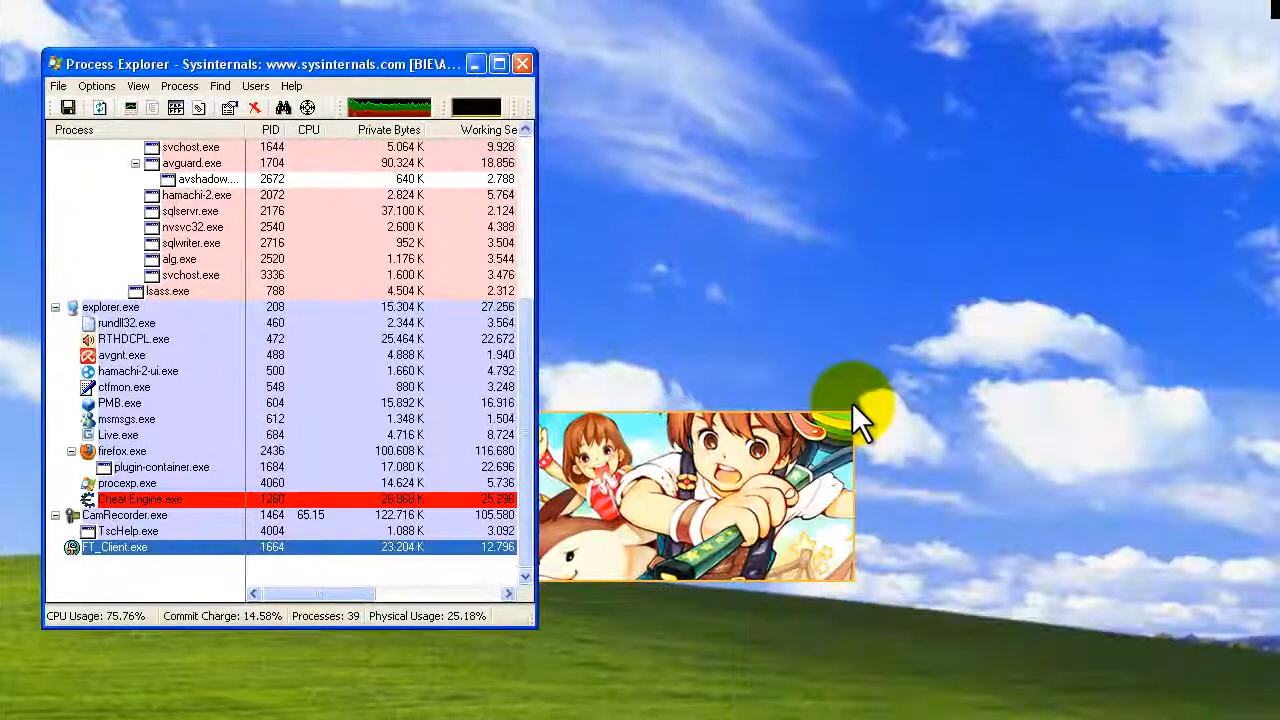 Process Explorer - Sysinternals: www.sysinternals.com [BIE\A...
File Options View Process Find Users Help
Process PID CPU Private Bytes Working Se
svchost.exe 1644 5.064 K 9.928
avguard.exe 1704 90.324 K 18.856
avshadow.... 2672 640 K 2.788
hamachi-2.exe 2072 2.824 K 5.764
sqlservr.exe 2176 37.100 K 2.124
nvsvc32.exe 2540 2.600 K 4.388
sqlwriter.exe 2716 952 K 3.504
alg.exe 2520 1.176 K 3.544
svchost.exe 3336 1.600 K 3.476
lsass.exe 788 4.504 K 2.312
explorer.exe 208 15.304 K 27.256
rundll32.exe 460 2.344 K 3.564
RTHDCPL.exe 472 25.464 K 22.672
avgnt.exe 488 4.888 K 1.940
hamachi-2-ui.exe 500 1.660 K 4.792
ctfmon.exe 548 880 K 3.248
PMB.exe 604 15.892 K 16.916
msmsgs.exe 612 1.348 K 1.504
Live.exe 684 4.716 K 8.724
firefox.exe 2436 100.608 K 116.680
plugin-container.exe 1684 17.080 K 22.696
procexp.exe 4060 14.624 K 5.736
Cheat Engine.exe 1260 26.968 K 25.296
CamRecorder.exe 1464 65.15 122.716 K 105.580
TscHelp.exe 4004 1.088 K 3.092
FT_Client.exe 1664 23.204 K 12.796
CPU Usage: 75.76% Commit Charge: 14.58% Processes: 39 Physical Usage: 25.18%